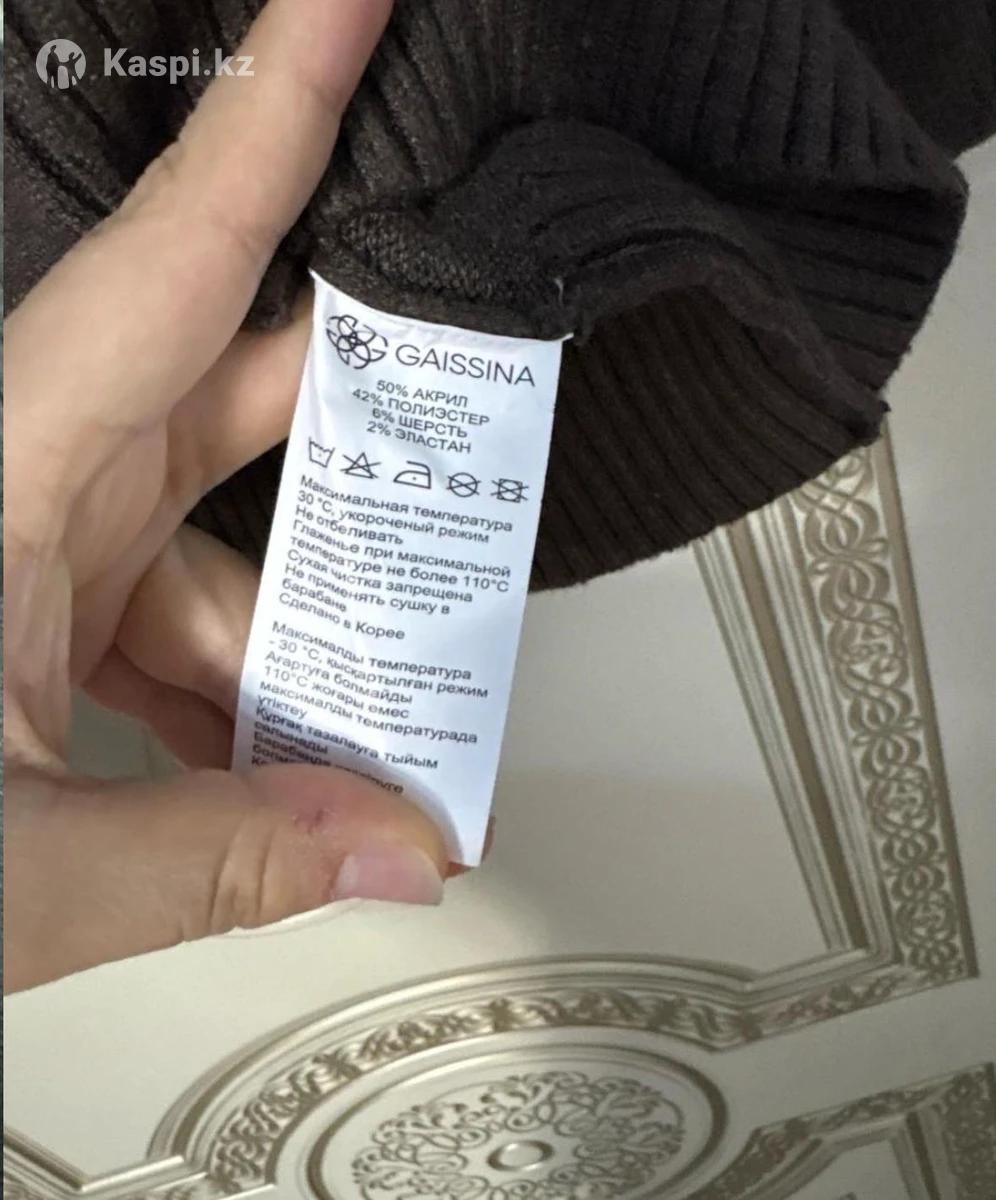 Kaspi.kz
GAISSINA
50% АКРИЛ
42% ПОЛИЭСТЕР
6% ШЕРСТЬ
2% ЭЛАСТАН
Максимальная температура
30 °C, укороченый режим
Не отбеливать
Глаженье при максимальной
температуре не более 110°C
Сухая чистка запрещена
Не применять сушку в
барабане
Сделано в Корее
Максималды температура
- 30 °C, қысқартылған режим
Ағартуға болмайды
110°C жоғары емес
максималды температурада
үтіктеу
Құрғақ тазалауға тыйым
салынады
Барабанда